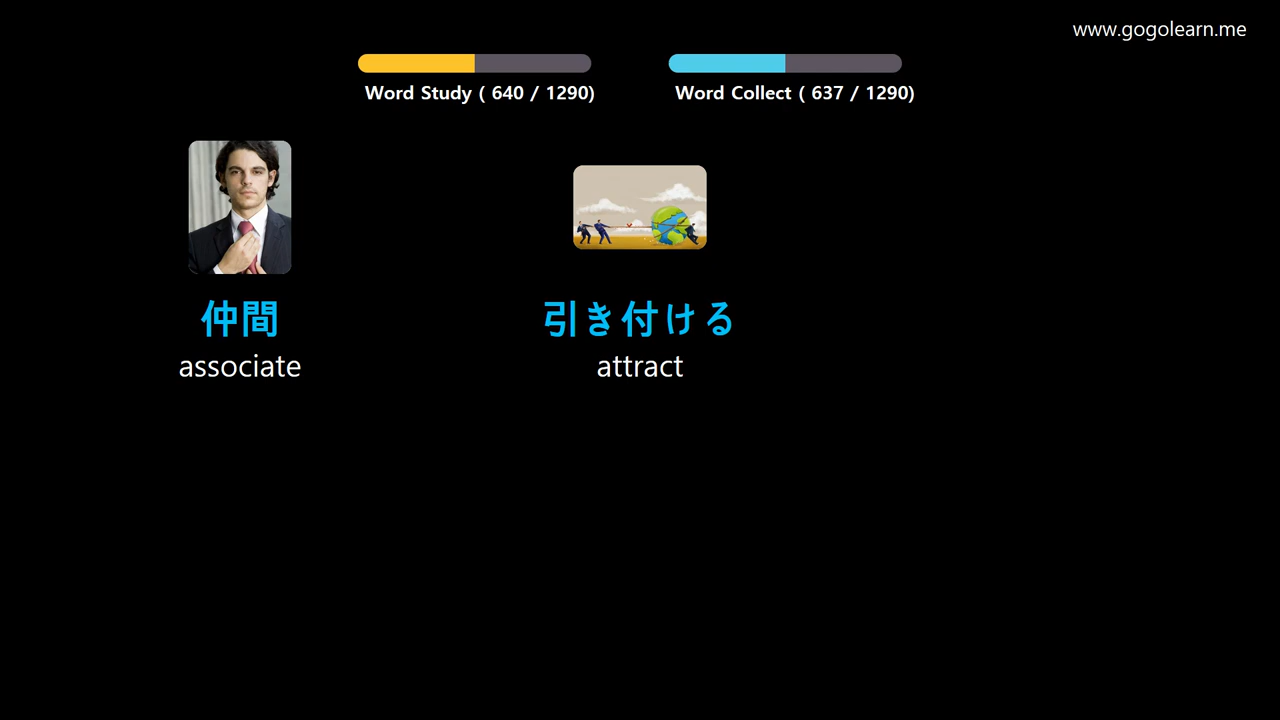 www.gogolearn.me
Word Study ( 640 / 1290)
Word Collect ( 637 / 1290)
仲間
associate
引き付ける
attract